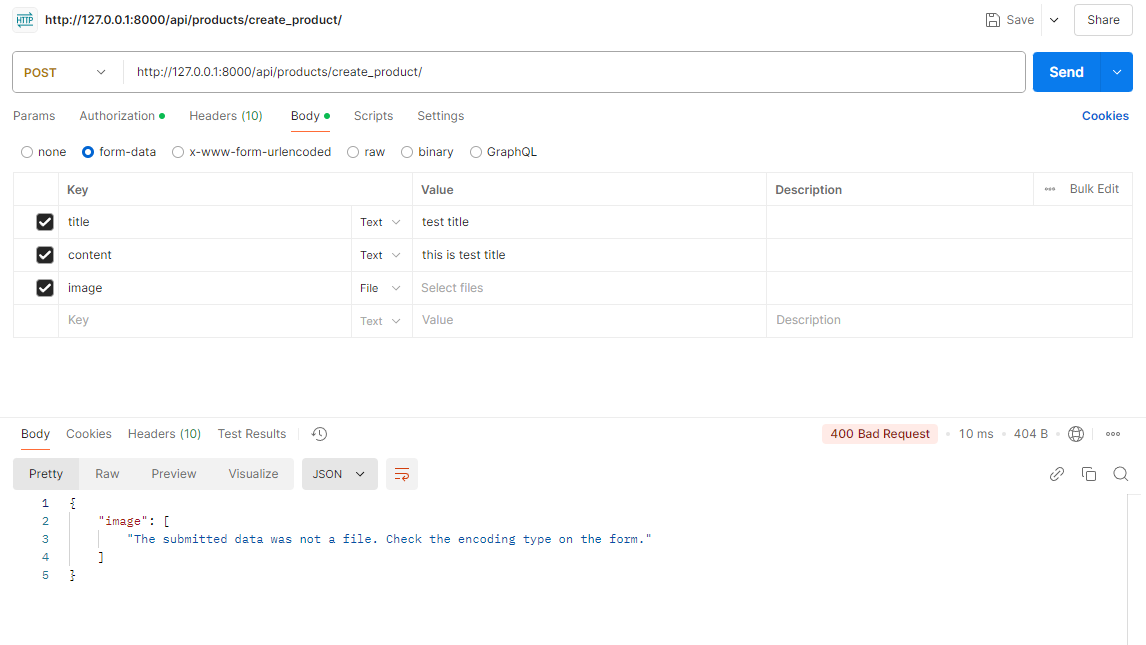 HTTP http://127.0.0.1:8000/api/products/create_product/ Save Share
POST http://127.0.0.1:8000/api/products/create_product/ Send
Params Authorization Headers (10) Body Scripts Settings Cookies
none form-data x-www-form-urlencoded raw binary GraphQL
Key Value Description Bulk Edit
title Text test title
content Text this is test title
image File Select files
Key Text Value Description
Body Cookies Headers (10) Test Results 400 Bad Request 10 ms 404 B
Pretty Raw Preview Visualize JSON
1 {
2 "image": [
3 "The submitted data was not a file. Check the encoding type on the form."
4 ]
5 }